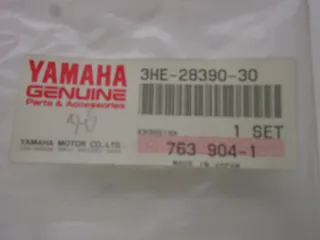 YAMAHA
GENUINE
Parts & Accessories
3HE-28390-30
1 SET
YAMAHA MOTOR CO.,LTD.
763 904-1
MADE IN JAPAN